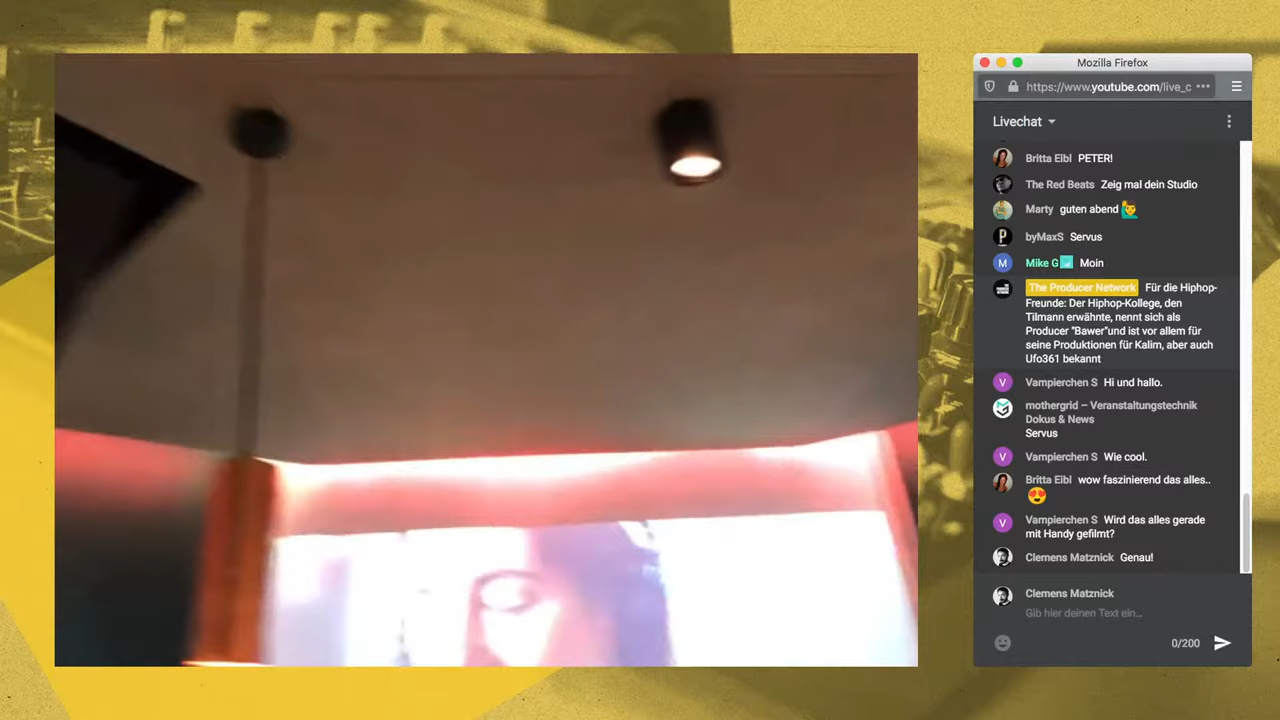 Mozilla Firefox
https://www.youtube.com/live_c
Livechat
Britta Eibl PETER!
The Red Beats Zeig mal dein Studio
Marty guten abend 🙋‍♂️
byMaxS Servus
M Mike G Moin
The Producer Network Für die Hiphop-
Freunde: Der Hiphop-Kollege, den
Tilmann erwähnte, nennt sich als
Producer "Bawer"und ist vor allem für
seine Produktionen für Kalim, aber auch
Ufo361 bekannt
V Vampierchen S Hi und hallo.
mothergrid – Veranstaltungstechnik
Dokus & News
Servus
V Vampierchen S Wie cool.
Britta Eibl wow faszinierend das alles..
😍
V Vampierchen S Wird das alles gerade
mit Handy gefilmt?
Clemens Matznick Genau!
Clemens Matznick
Gib hier deinen Text ein...
0/200